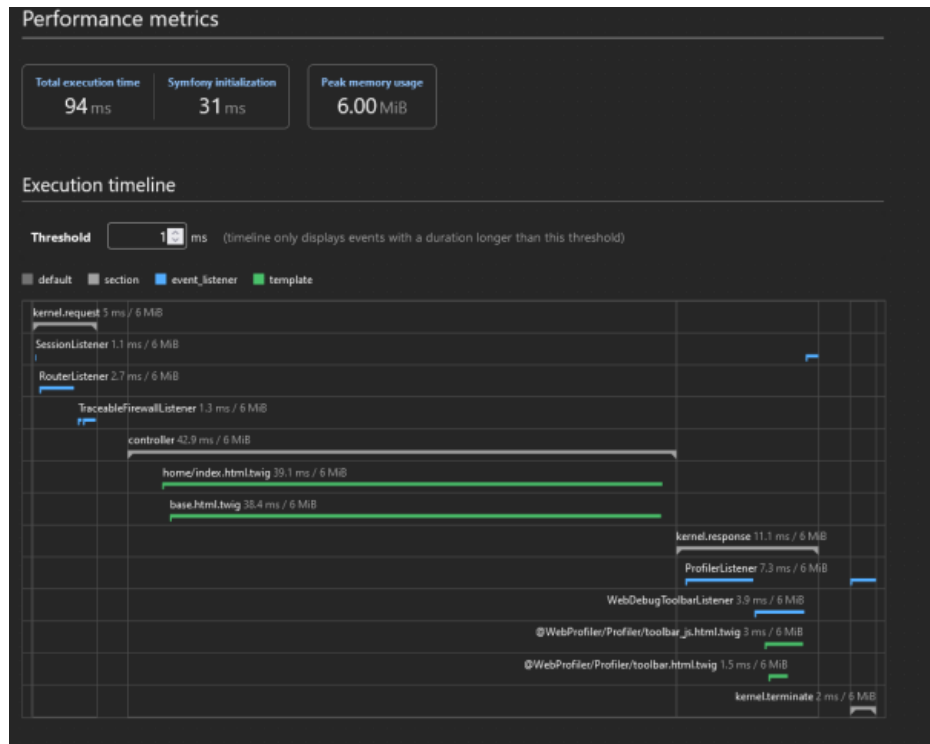 Performance metrics
Total execution time Symfony initialization Peak memory usage
94 ms 31 ms 6.00 MiB
Execution timeline
Threshold 1 ms (timeline only displays events with a duration longer than this threshold)
default section event_listener template
kernel.request 5 ms / 6 MiB
SessionListener 1.1 ms / 6 MiB
RouterListener 2.7 ms / 6 MiB
TraceableFirewallListener 1.3 ms / 6 MiB
controller 42.9 ms / 6 MiB
home/index.html.twig 39.1 ms / 6 MiB
base.html.twig 38.4 ms / 6 MiB
kernel.response 11.1 ms / 6 MiB
ProfilerListener 7.3 ms / 6 MiB
WebDebugToolbarListener 3.9 ms / 6 MiB
@WebProfiler/Profiler/toolbar_js.html.twig 3 ms / 6 MiB
@WebProfiler/Profiler/toolbar.html.twig 1.5 ms / 6 MiB
kernel.terminate 2 ms / 6 MiB